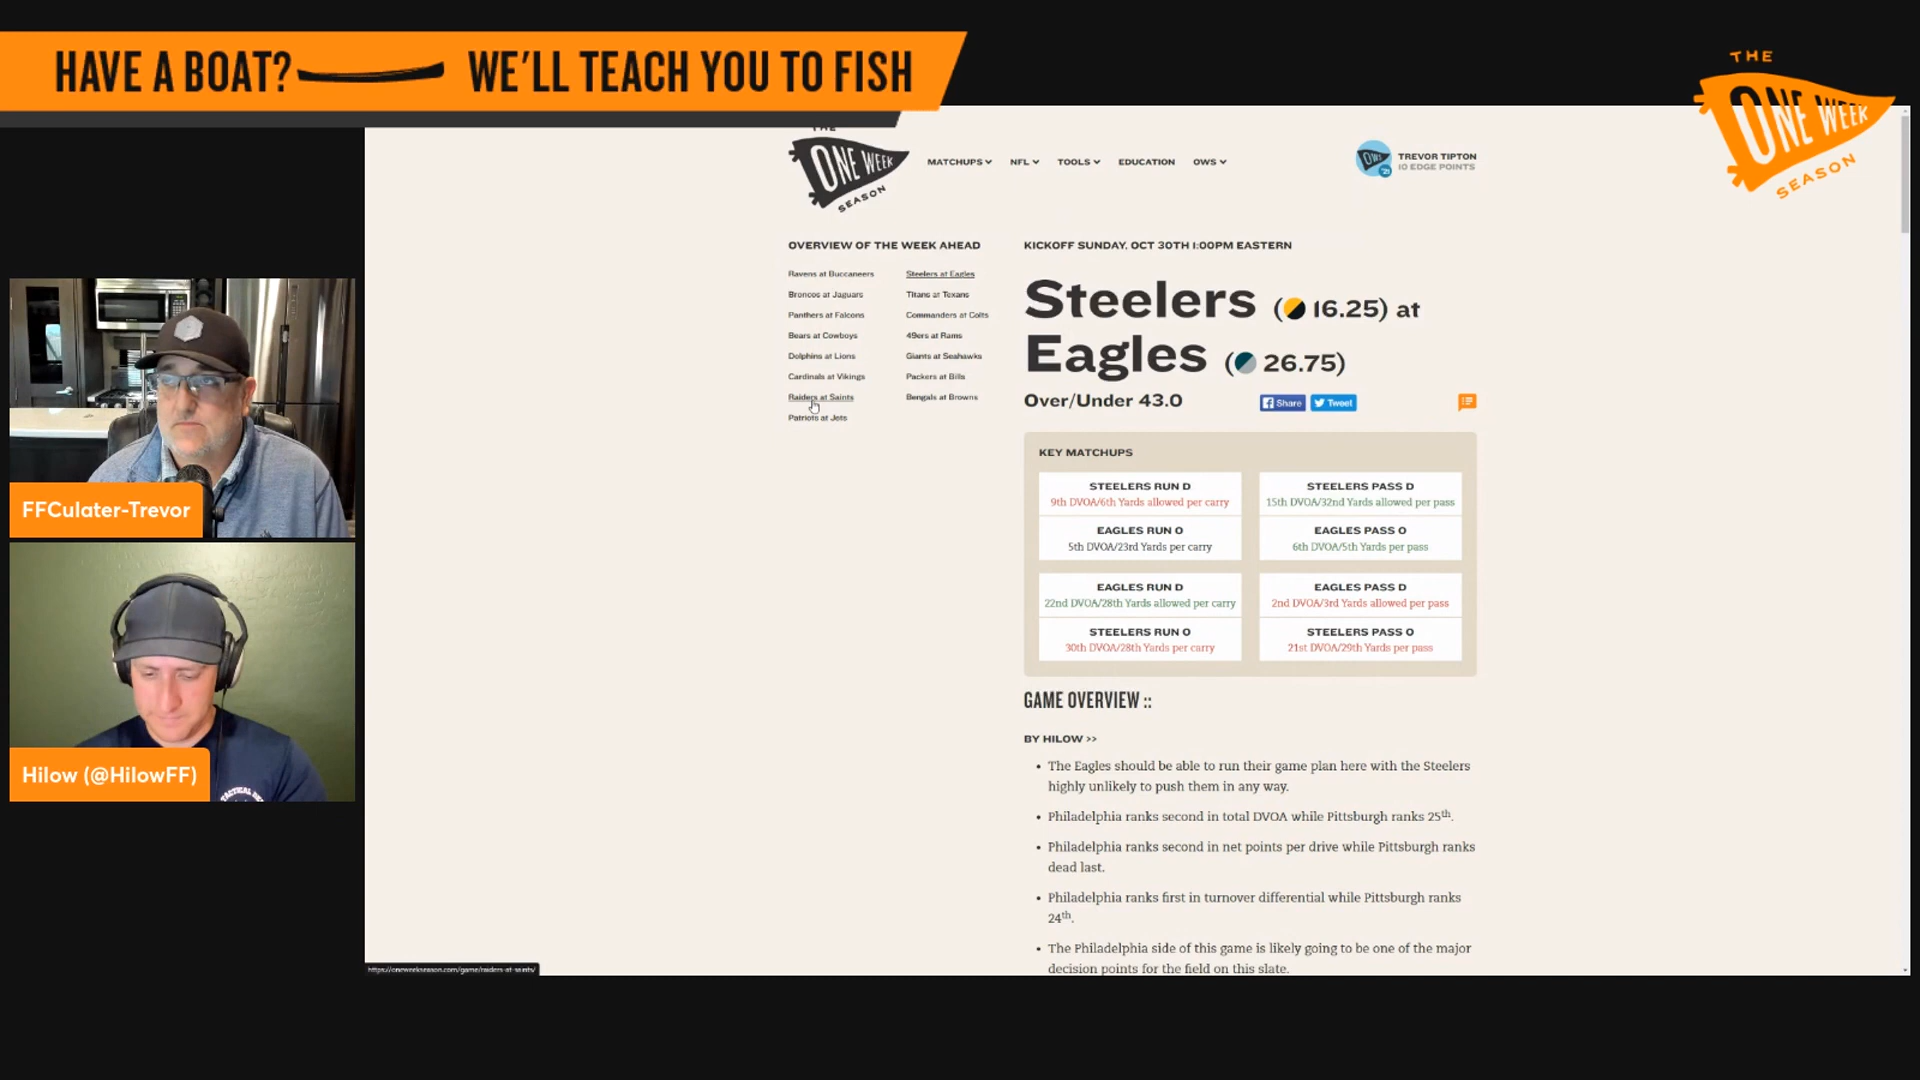 HAVE A BOAT? WE'LL TEACH YOU TO FISH
THE
ONE WEEK
SEASON
THE
ONE WEEK
SEASON
MATCHUPS NFL TOOLS EDUCATION OWS
OWS
TREVOR TIPTON
10 EDGE POINTS
OVERVIEW OF THE WEEK AHEAD
Ravens at Buccaneers
Broncos at Jaguars
Panthers at Falcons
Bears at Cowboys
Dolphins at Lions
Cardinals at Vikings
Raiders at Saints
Patriots at Jets
Steelers at Eagles
Titans at Texans
Commanders at Colts
49ers at Rams
Giants at Seahawks
Packers at Bills
Bengals at Browns
KICKOFF SUNDAY, OCT 30TH 1:00PM EASTERN
Steelers (16.25) at
Eagles (26.75)
Over/Under 43.0
Share
Tweet
KEY MATCHUPS
STEELERS RUN D
9th DVOA/6th Yards allowed per carry
EAGLES RUN O
5th DVOA/23rd Yards per carry
STEELERS PASS D
15th DVOA/32nd Yards allowed per pass
EAGLES PASS O
6th DVOA/5th Yards per pass
EAGLES RUN D
22nd DVOA/28th Yards allowed per carry
STEELERS RUN O
30th DVOA/28th Yards per carry
EAGLES PASS D
2nd DVOA/3rd Yards allowed per pass
STEELERS PASS O
21st DVOA/29th Yards per pass
GAME OVERVIEW ::
BY HILOW >>
• The Eagles should be able to run their game plan here with the Steelers
highly unlikely to push them in any way.
• Philadelphia ranks second in total DVOA while Pittsburgh ranks 25th.
• Philadelphia ranks second in net points per drive while Pittsburgh ranks
dead last.
• Philadelphia ranks first in turnover differential while Pittsburgh ranks
24th.
• The Philadelphia side of this game is likely going to be one of the major
decision points for the field on this slate.
https://oneweekseason.com/game/raiders-at-saints/
FFCulater-Trevor
Hilow (@HilowFF)